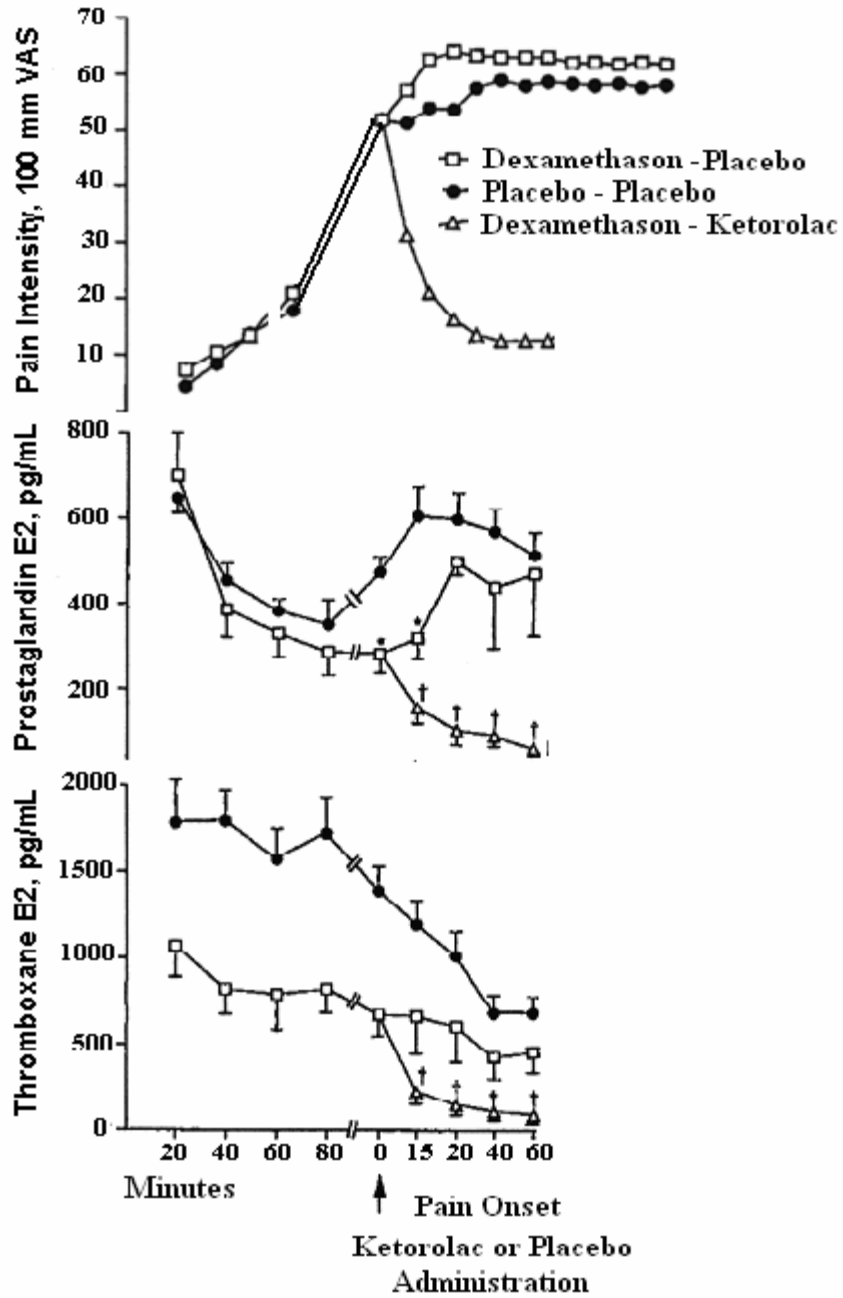 Pain Intensity, 100 mm VAS
70
60
50
40
30
20
10
Dexamethason - Placebo
Placebo - Placebo
Dexamethason - Ketorolac
Prostaglandin E2, pg/mL
800
600
400
200
* *
† † † †
Thromboxane B2, pg/mL
2000
1500
1000
500
0
† † † †
20 40 60 80 0 15 20 40 60
Minutes
Pain Onset
Ketorolac or Placebo
Administration